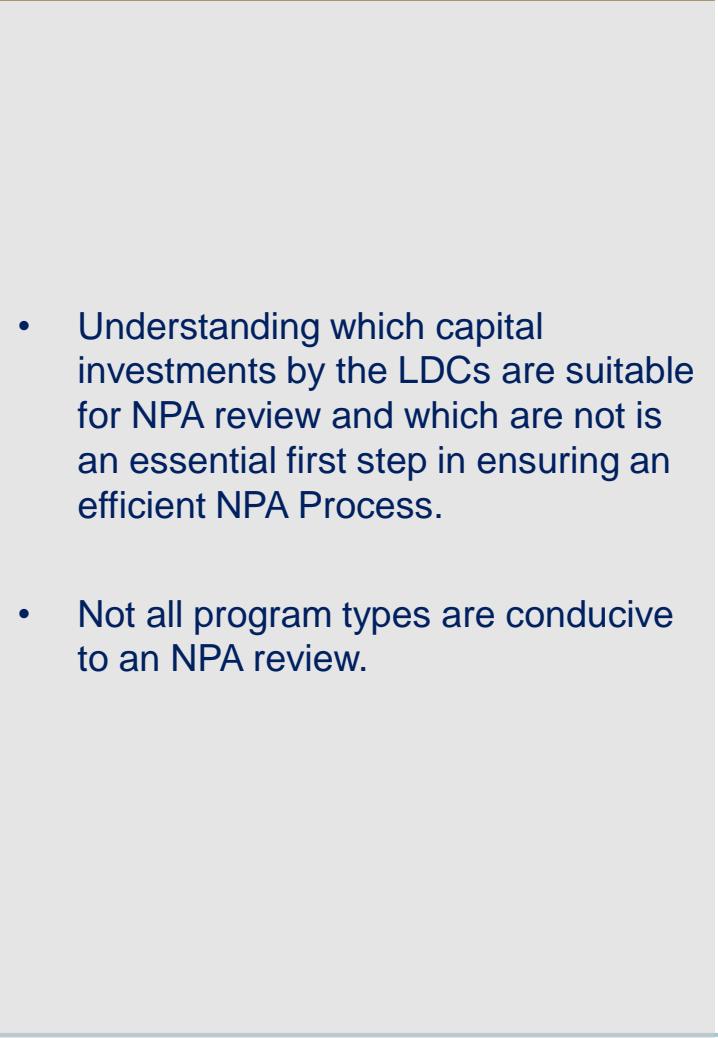 • Understanding which capital
investments by the LDCs are suitable
for NPA review and which are not is
an essential first step in ensuring an
efficient NPA Process.
• Not all program types are conducive
to an NPA review.